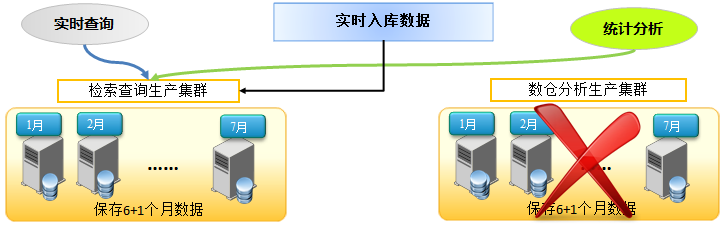 实时查询
实时入库数据
统计分析
检索查询生产集群
数仓分析生产集群
1月
2月
7月
......
保存6+1个月数据
1月
2月
7月
......
保存6+1个月数据